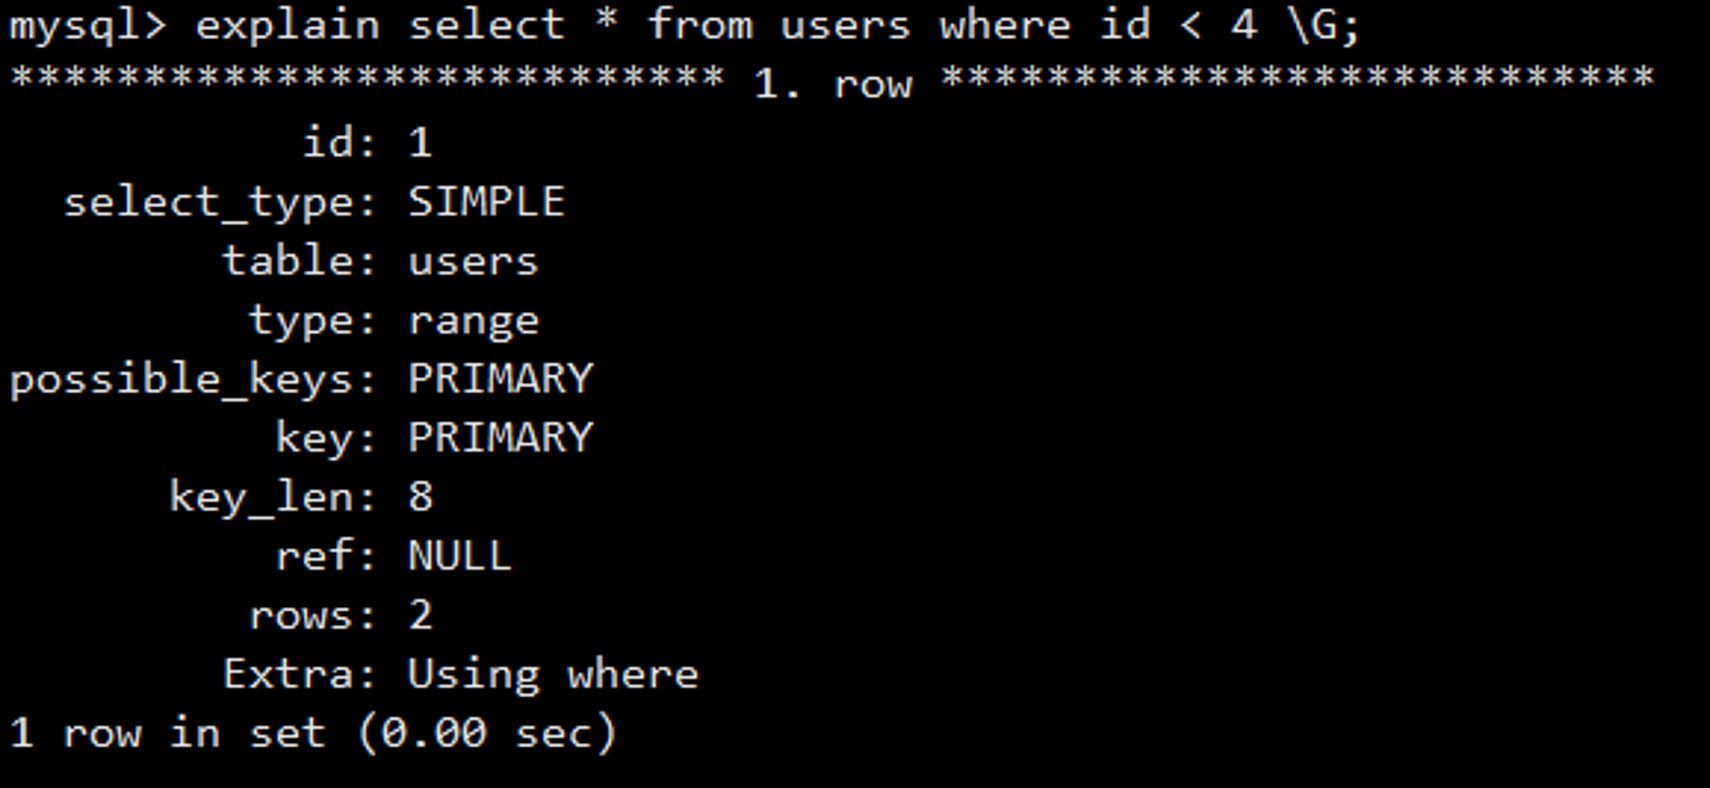 mysql> explain select * from users where id < 4 \G;
*************************** 1. row ***************************
id: 1
select_type: SIMPLE
table: users
type: range
possible_keys: PRIMARY
key: PRIMARY
key_len: 8
ref: NULL
rows: 2
Extra: Using where
1 row in set (0.00 sec)